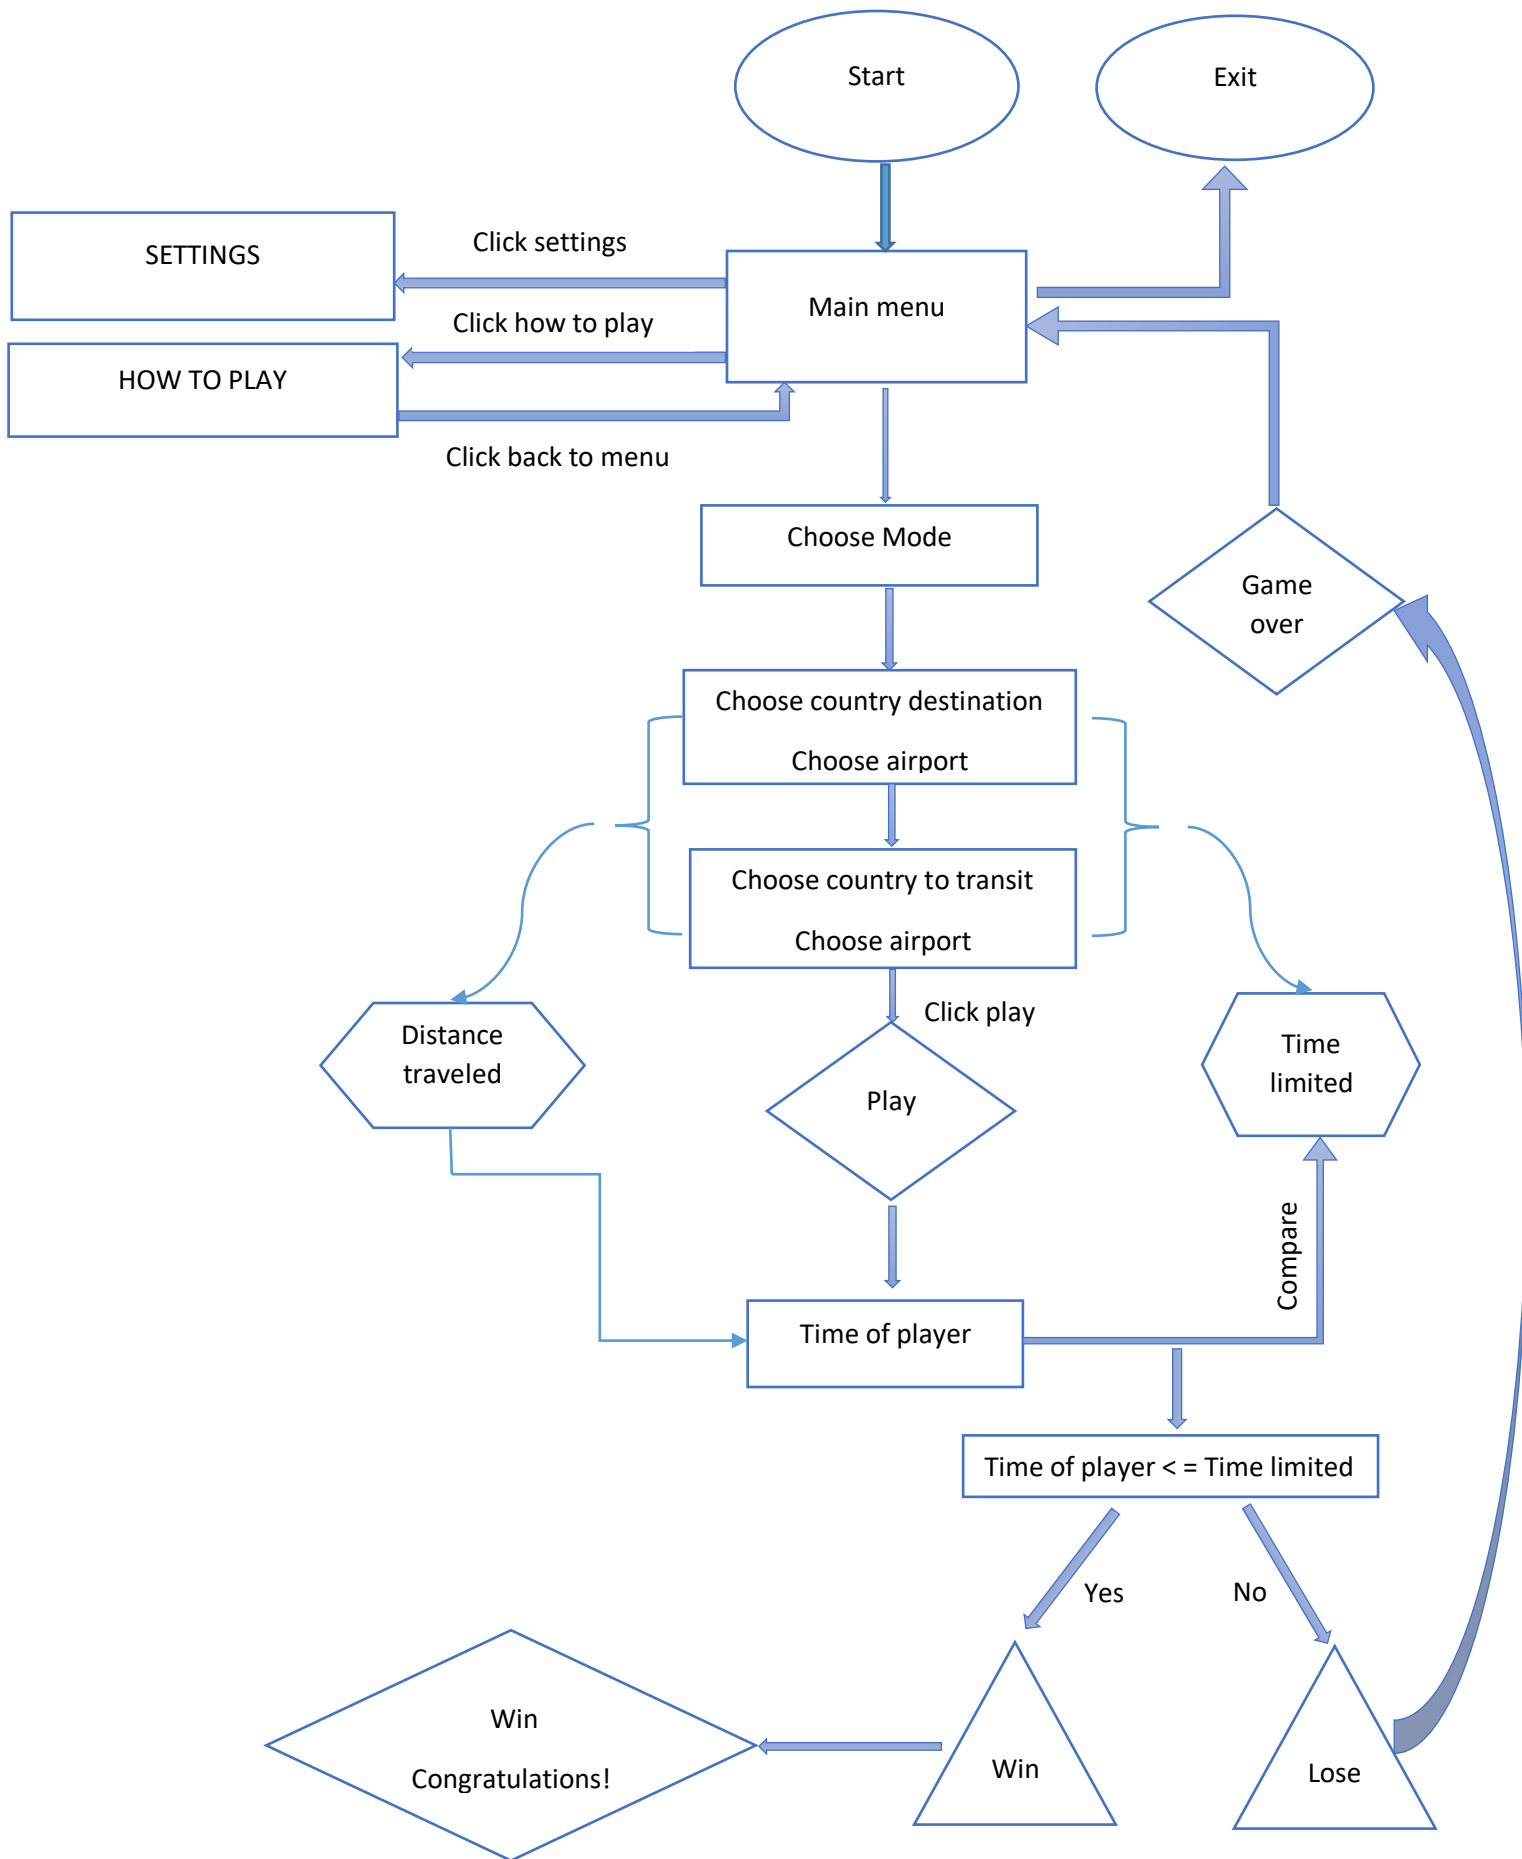 Start
Exit
SETTINGS
Click settings
Main menu
Click how to play
HOW TO PLAY
Click back to menu
Choose Mode
Game
over
Choose country destination
Choose airport
Choose country to transit
Choose airport
Click play
Distance
traveled
Time
limited
Play
Compare
Time of player
Time of player < = Time limited
Yes
No
Win
Congratulations!
Win
Lose